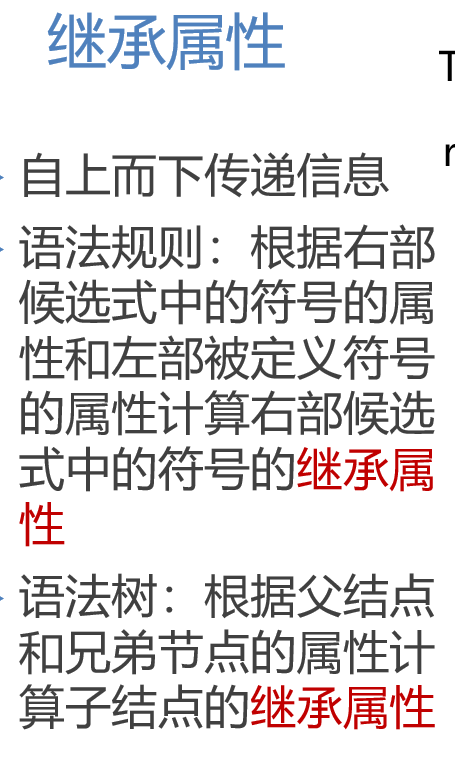 继承属性
T
自上而下传递信息
r
语法规则：根据右部
候选式中的符号的属
性和左部被定义符号
的属性计算右部候选
式中的符号的继承属
性
语法树：根据父结点
和兄弟节点的属性计
算子结点的继承属性